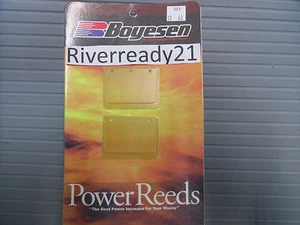 Boyesen
Riverready21
Power Reeds
"The Best Power Increase for Your Money"